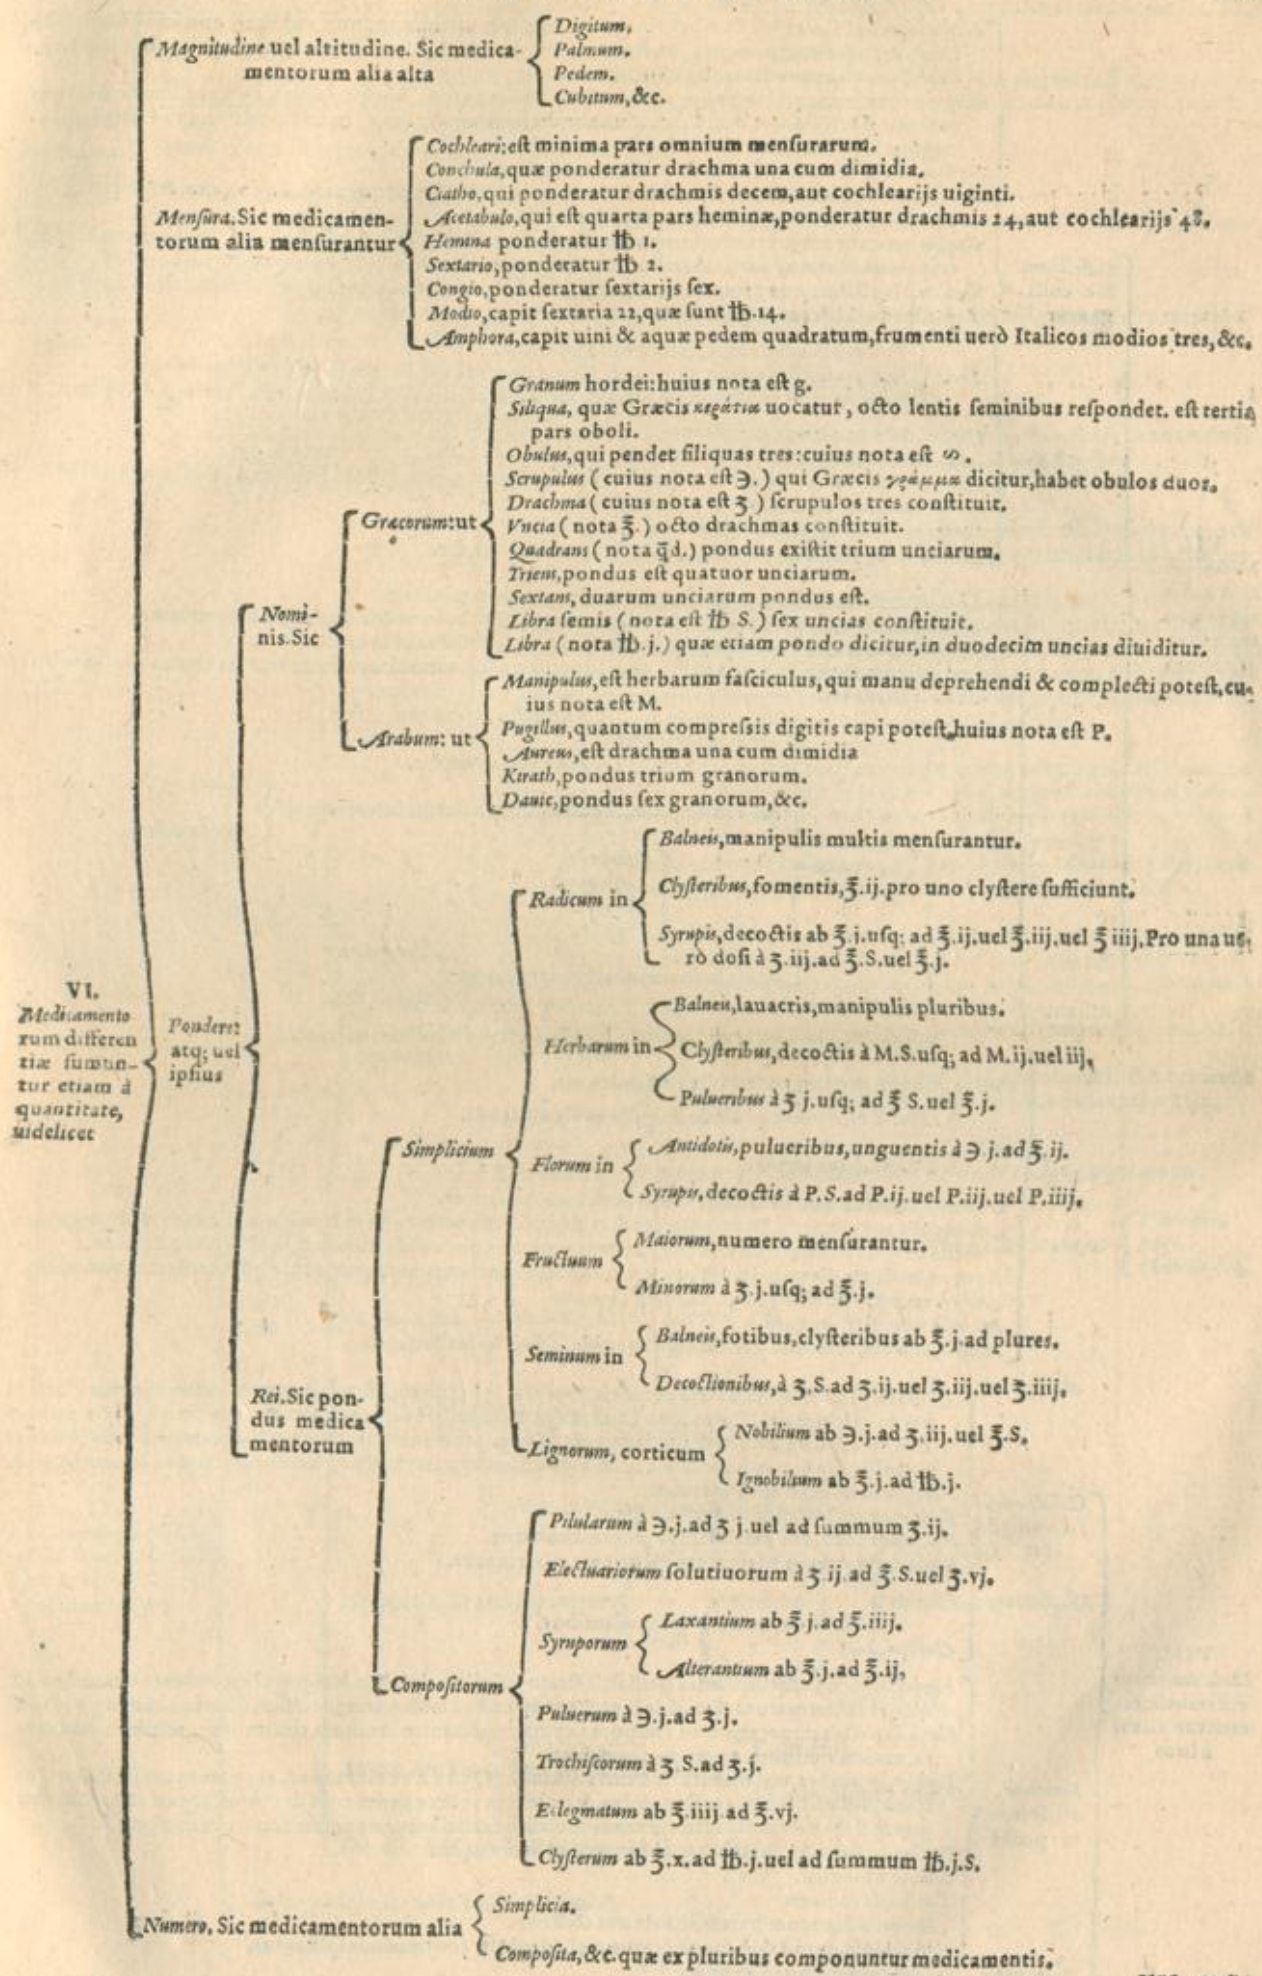 Magnitudine uel altitudine. Sic medica-
mentorum alia alta
Digitum.
Palmum.
Pedem.
Cubitum, &c.
Mensura. Sic medicamen-
torum alia mensurantur
Cochleari: est minima pars omnium mensurarum.
Conchula, quæ ponderatur drachma una cum dimidia.
Ciatho, qui ponderatur drachmis decem, aut cochlearijs uiginti.
Acetabulo, qui est quarta pars heminæ, ponderatur drachmis 24, aut cochlearijs 48.
Hemina ponderatur ℔ 1.
Sextario, ponderatur ℔ 2.
Congio, ponderatur sextarijs sex.
Modio, capit sextaria 22, quæ sunt ℔. 14.
Amphora, capit uini & aquæ pedem quadratum, frumenti uerò Italicos modios tres, &c.
VI.
Medicamento
rum differen
tiæ sumun-
tur etiam à
quantitate,
uidelicet
Pondere:
atq; uel
ipsius
Nomi-
nis. Sic
Græcorum: ut
Granum hordei: huius nota est g.
Siliqua, quæ Græcis κεράτια uocatur, octo lentis seminibus respondet. est tertia
pars oboli.
Obulus, qui pendet siliquas tres: cuius nota est ∽.
Scrupulus ( cuius nota est ℈. ) qui Græcis γράμμα dicitur, habet obulos duos.
Drachma ( cuius nota est ʒ ) scrupulos tres constituit.
Vncia ( nota ℥. ) octo drachmas constituit.
Quadrans ( nota q̄d. ) pondus existit trium unciarum.
Triens, pondus est quatuor unciarum.
Sextans, duarum unciarum pondus est.
Libra semis ( nota est ℔ S. ) sex uncias constituit.
Libra ( nota ℔. j. ) quæ etiam pondo dicitur, in duodecim uncias diuiditur.
Arabum: ut
Manipulus, est herbarum fasciculus, qui manu deprehendi & complecti potest, cu-
ius nota est M.
Pugillus, quantum compressis digitis capi potest, huius nota est P.
Aureus, est drachma una cum dimidia
Kirath, pondus trium granorum.
Danic, pondus sex granorum, &c.
Rei. Sic pon-
dus medica
mentorum
Simplicium
Radicum in
Balneis, manipulis multis mensurantur.
Clysteribus, fomentis, ℥. ij. pro uno clystere sufficiunt.
Syrupis, decoctis ab ℥. j. usq; ad ℥. ij. uel ℥. iij. uel ℥ iiij. Pro una ue-
rò dosi à ʒ. iij. ad ℥. S. uel ℥. j.
Herbarum in
Balneis, lauacris, manipulis pluribus.
Clysteribus, decoctis à M. S. usq; ad M. ij. uel iij.
Pulueribus à ʒ j. usq; ad ℥ S. uel ℥. j.
Florum in
Antidotis, pulueribus, unguentis à ℈ j. ad ℥. ij.
Syrupis, decoctis à P. S. ad P. ij. uel P. iij. uel P. iiij.
Fructuum
Maiorum, numero mensurantur.
Minorum à ʒ. j. usq; ad ℥. j.
Seminum in
Balneis, fotibus, clysteribus ab ℥. j. ad plures.
Decoctionibus, à ʒ. S. ad ʒ. ij. uel ʒ. iij. uel ʒ. iiij.
Lignorum, corticum
Nobilium ab ℈. j. ad ʒ. iij. uel ℥. S.
Ignobilium ab ℥. j. ad ℔. j.
Compositorum
Pilularum à ℈. j. ad ʒ j. uel ad summum ʒ. ij.
Electuariorum solutiuorum à ʒ ij. ad ℥. S. uel ʒ. vj.
Syruporum
Laxantium ab ℥ j. ad ℥. iiij.
Alterantium ab ℥. j. ad ℥. ij,
Puluerum à ℈. j. ad ʒ. j.
Trochiscorum à ʒ S. ad ʒ. j.
Eclegmatum ab ℥. iiij ad ℥. vj.
Clysterum ab ℥. x. ad ℔. j. uel ad summum ℔. j. S.
Numero. Sic medicamentorum alia
Simplicia.
Composita, &c. quæ ex pluribus componuntur medicamentis.